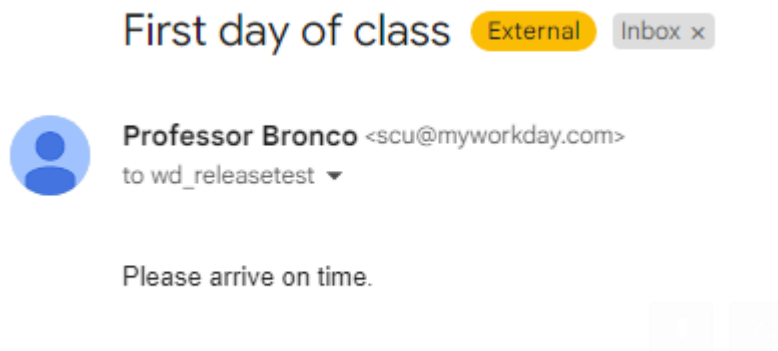 First day of class External Inbox ×
Professor Bronco <scu@myworkday.com>
to wd_releasetest
Please arrive on time.